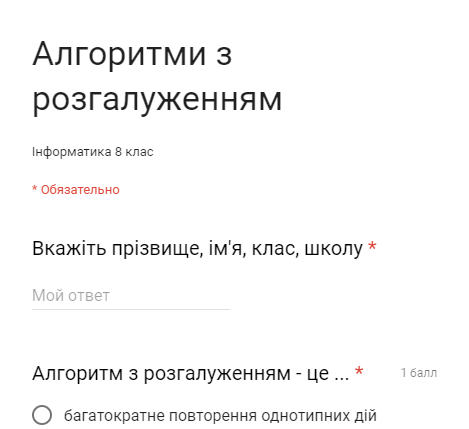 Алгоритми з
розгалуженням
Інформатика 8 клас
* Обязательно
Вкажіть прізвище, ім'я, клас, школу *
Мой ответ
Алгоритм з розгалуженням - це ... * 1 балл
багатократне повторення однотипних дій